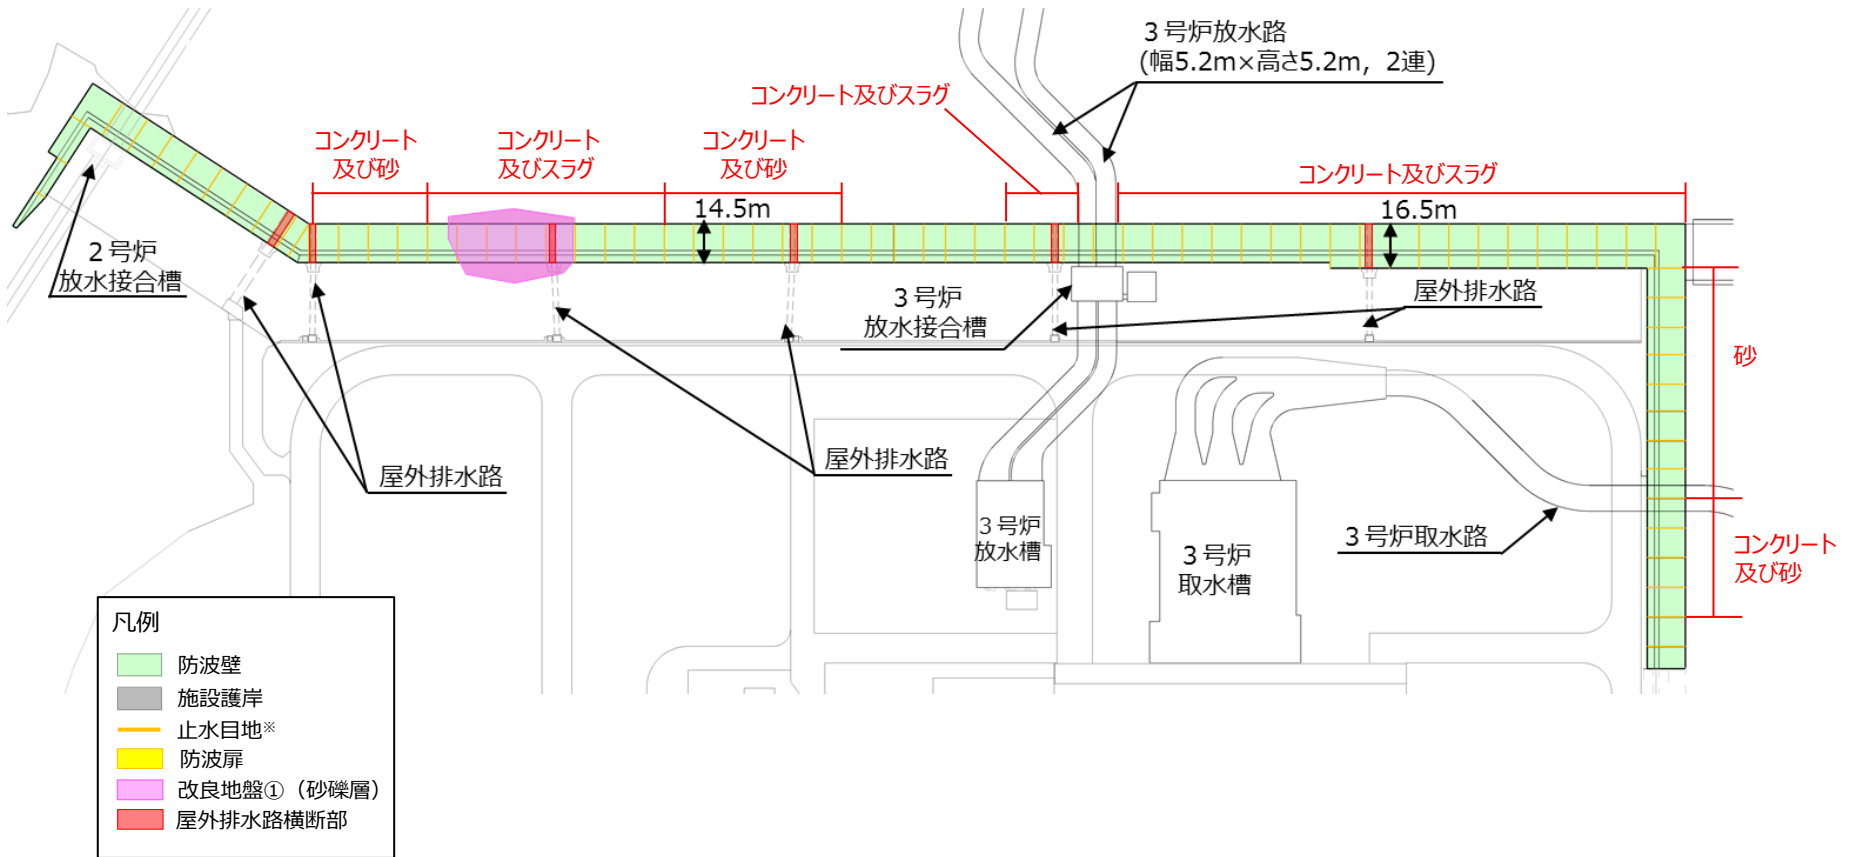 3号炉放水路
(幅5.2m×高さ5.2m，2連)
コンクリート及びスラグ
コンクリート
及び砂
コンクリート
及びスラグ
コンクリート
及び砂
コンクリート及びスラグ
14.5m
16.5m
2号炉
放水接合槽
3号炉
放水接合槽
屋外排水路
砂
屋外排水路
屋外排水路
3号炉
放水槽
3号炉
取水槽
3号炉取水路
コンクリート
及び砂
凡例
防波壁
施設護岸
止水目地※
防波扉
改良地盤①（砂礫層）
屋外排水路横断部